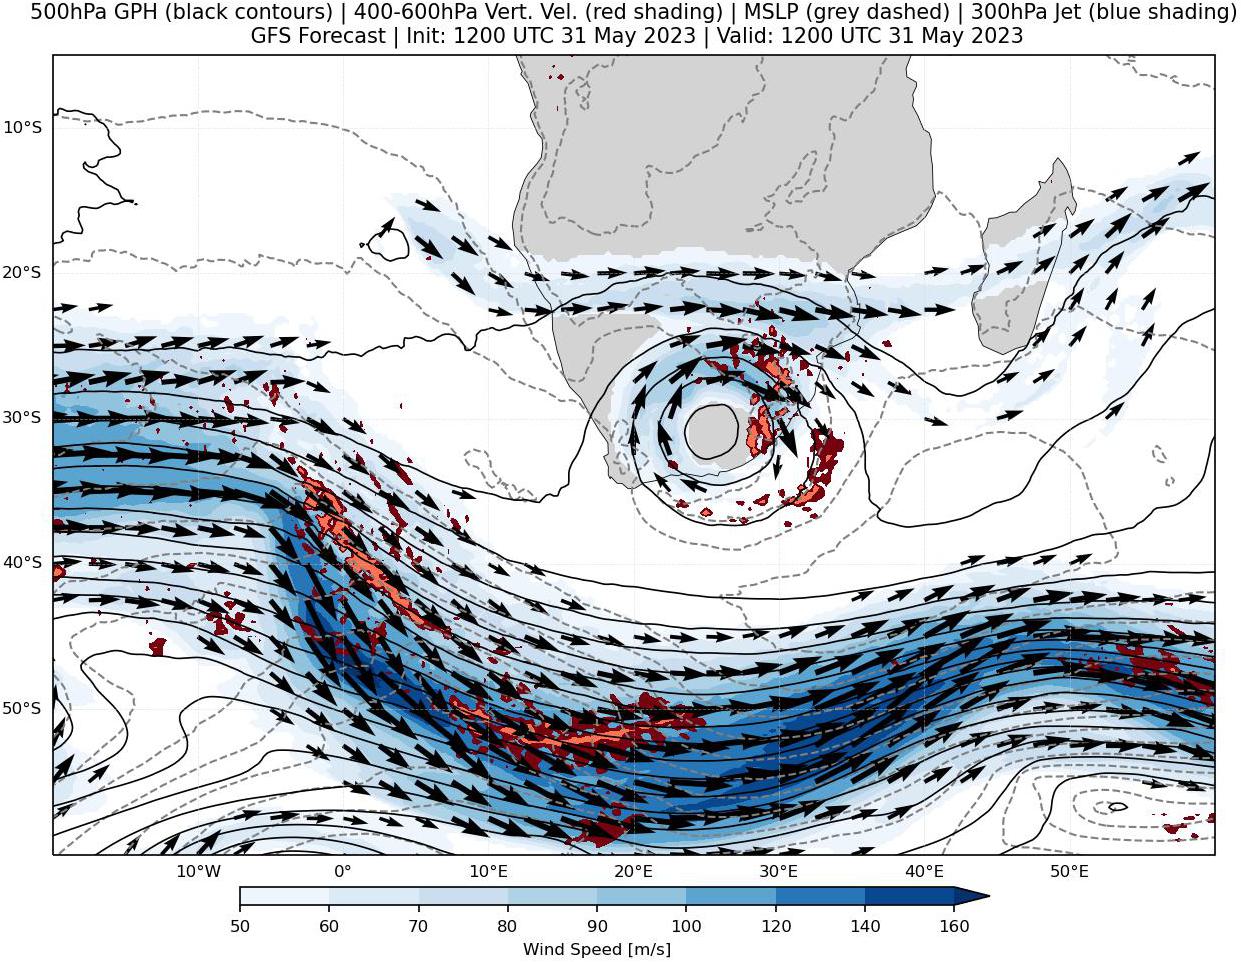 500hPa GPH (black contours) | 400-600hPa Vert. Vel. (red shading) | MSLP (grey dashed) | 300hPa Jet (blue shading)
GFS Forecast | Init: 1200 UTC 31 May 2023 | Valid: 1200 UTC 31 May 2023
10°S
20°S
30°S
40°S
50°S
10°W 0° 10°E 20°E 30°E 40°E 50°E
50 60 70 80 90 100 120 140 160
Wind Speed [m/s]